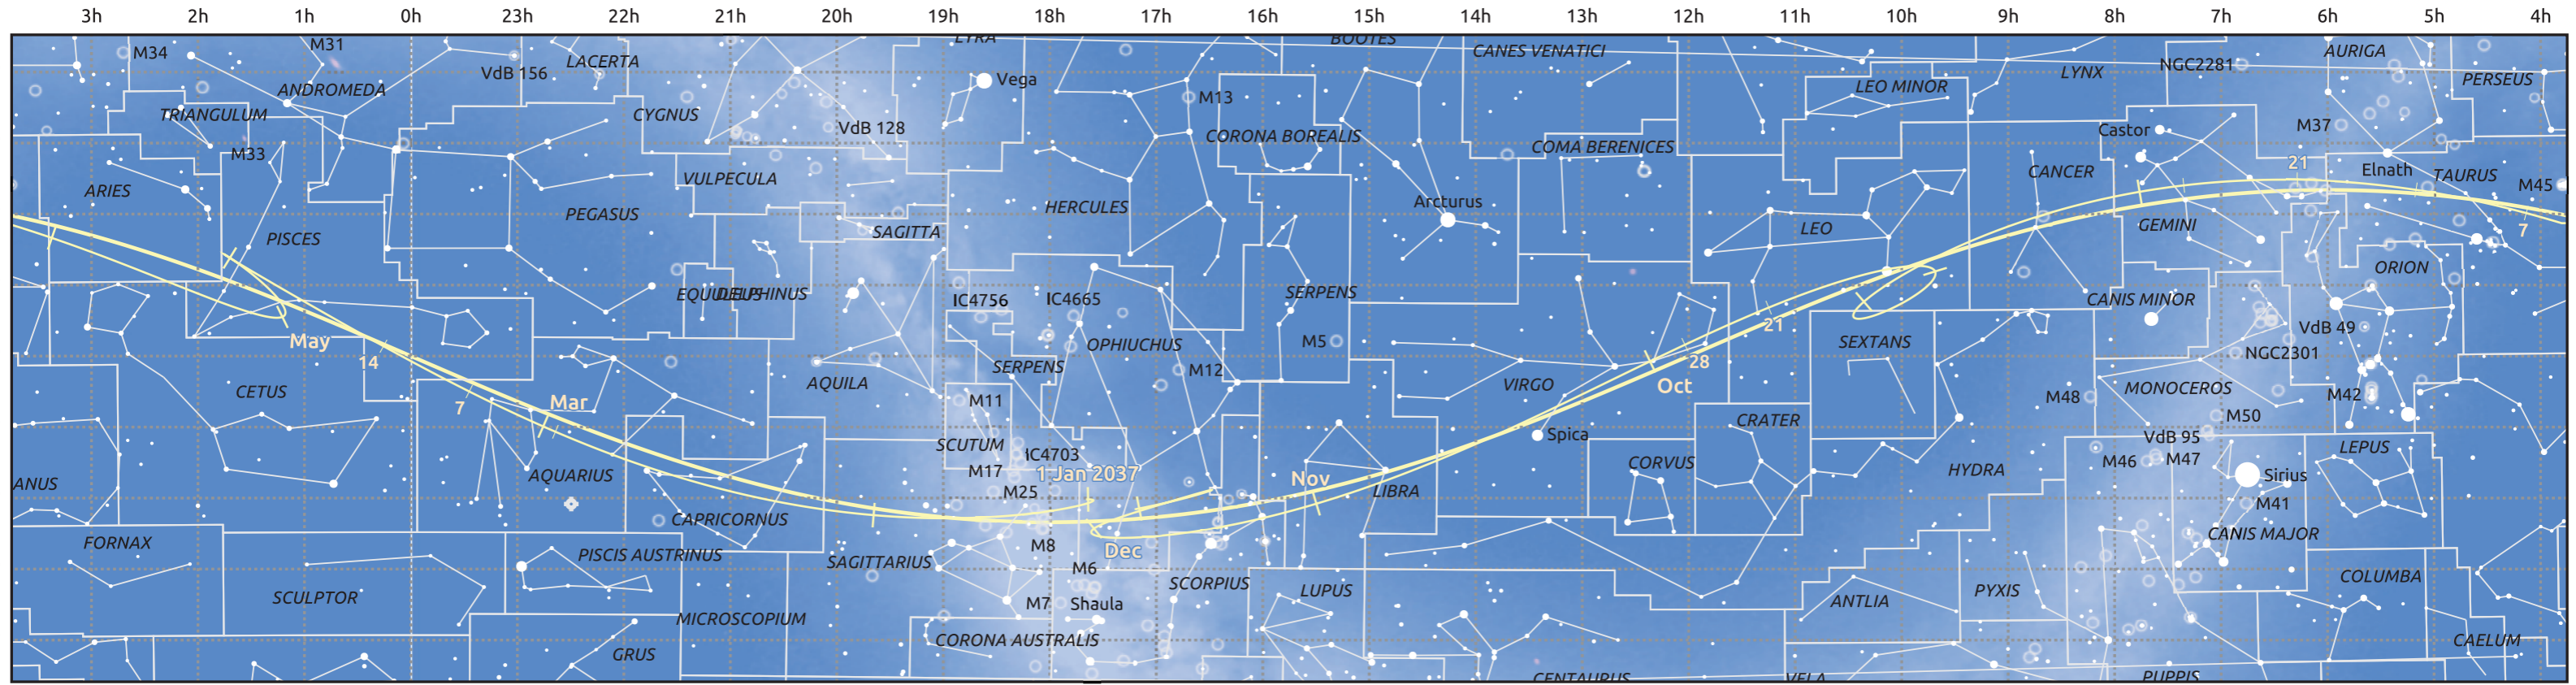 3h 2h 1h 0h 23h 22h 21h 20h 19h 18h 17h 16h 15h 14h 13h 12h 11h 10h 9h 8h 7h 6h 5h 4h
LYRA
BOOTES
M34
M31
CANES VENATICI
AURIGA
LACERTA
VdB 156
NGC2281
LYNX
PERSEUS
Vega
ANDROMEDA
LEO MINOR
M13
TRIANGULUM
CYGNUS
VdB 128
CORONA BOREALIS
Castor
M37
M33
COMA BERENICES
21
Elnath
TAURUS
M45
ARIES
VULPECULA
CANCER
PEGASUS
HERCULES
Arcturus
PISCES
SAGITTA
LEO
GEMINI
7
ORION
EQUULEUS
DELPHINUS
IC4756
IC4665
SERPENS
CANIS MINOR
21
VdB 49
May
14
OPHIUCHUS
M5
SEXTANS
NGC2301
SERPENS
M12
28
CETUS
AQUILA
VIRGO
Oct
MONOCEROS
M48
M42
7
Mar
M11
M50
CRATER
Spica
VdB 95
SCUTUM
IC4703
M46
M47
LEPUS
M17
1 Jan 2037
CORVUS
HYDRA
AQUARIUS
Nov
Sirius
ANUS
M25
LIBRA
M41
CAPRICORNUS
CANIS MAJOR
FORNAX
PISCIS AUSTRINUS
M8
Dec
SAGITTARIUS
M6
SCORPIUS
COLUMBA
SCULPTOR
LUPUS
PYXIS
ANTLIA
M7
Shaula
MICROSCOPIUM
CORONA AUSTRALIS
CAELUM
GRUS
CENTAURUS
VELA
PUPPIS